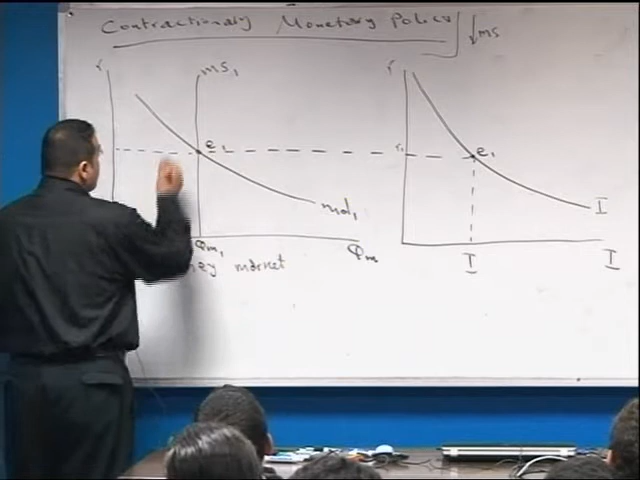 Contractionary Monetary Policy ↓MS
r
MS₁
r
e₁
r₁
e₁
md₁
I
Qm₁
Qm
market
I
I